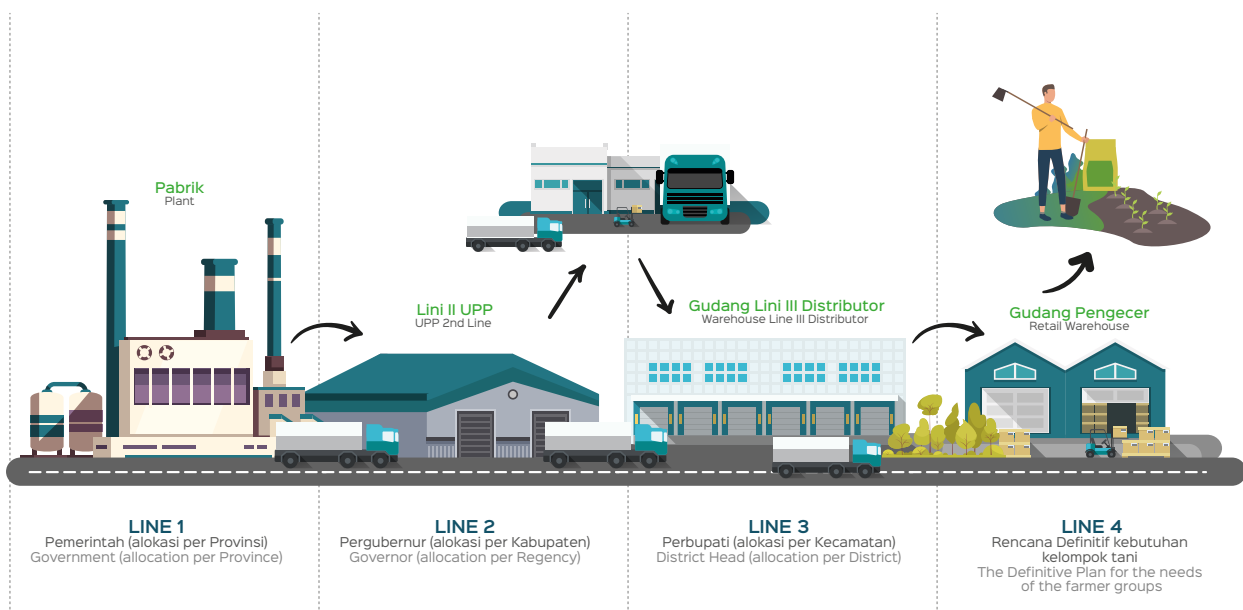 Pabrik
Plant
Lini II UPP
UPP 2nd Line
Gudang Lini III Distributor
Warehouse Line III Distributor
Gudang Pengecer
Retail Warehouse
LINE 1
Pemerintah (alokasi per Provinsi)
Government (allocation per Province)
LINE 2
Pergubernur (alokasi per Kabupaten)
Governor (allocation per Regency)
LINE 3
Perbupati (alokasi per Kecamatan)
District Head (allocation per District)
LINE 4
Rencana Definitif kebutuhan
kelompok tani
The Definitive Plan for the needs
of the farmer groups